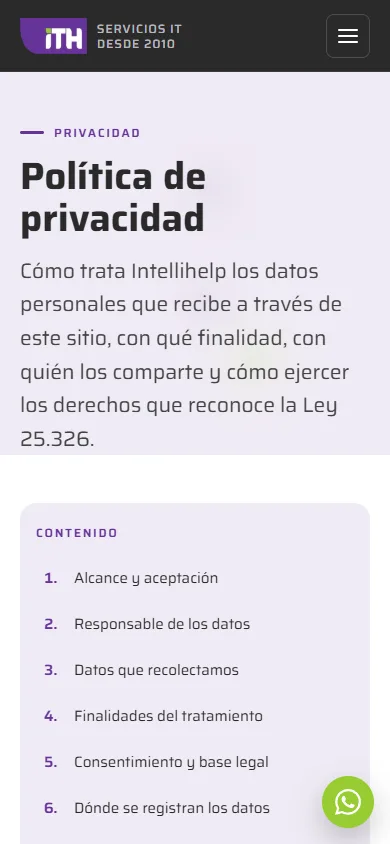 iTH
SERVICIOS IT
DESDE 2010
PRIVACIDAD
Política de
privacidad
Cómo trata Intellihelp los datos
personales que recibe a través de
este sitio, con qué finalidad, con
quién los comparte y cómo ejercer
los derechos que reconoce la Ley
25.326.
CONTENIDO
1. Alcance y aceptación
2. Responsable de los datos
3. Datos que recolectamos
4. Finalidades del tratamiento
5. Consentimiento y base legal
6. Dónde se registran los datos